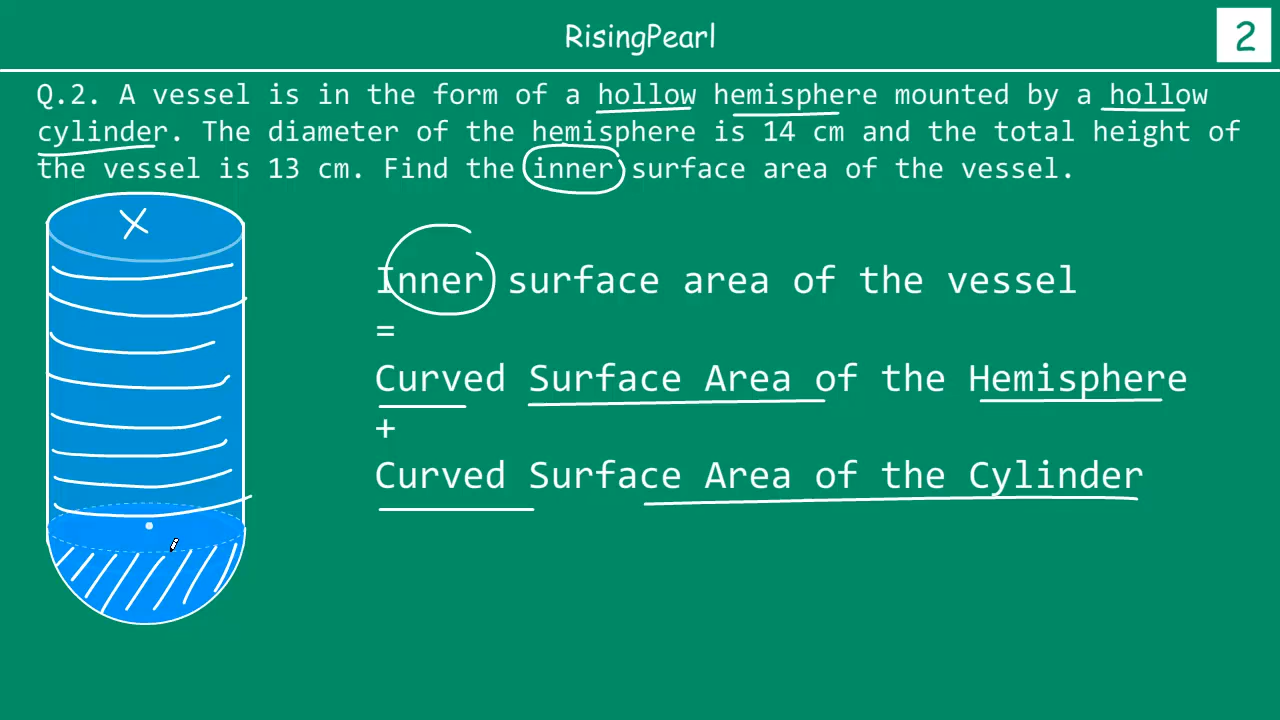 RisingPearl
2
Q.2. A vessel is in the form of a hollow hemisphere mounted by a hollow
cylinder. The diameter of the hemisphere is 14 cm and the total height of
the vessel is 13 cm. Find the inner surface area of the vessel.
X
Inner surface area of the vessel
=
Curved Surface Area of the Hemisphere
+
Curved Surface Area of the Cylinder